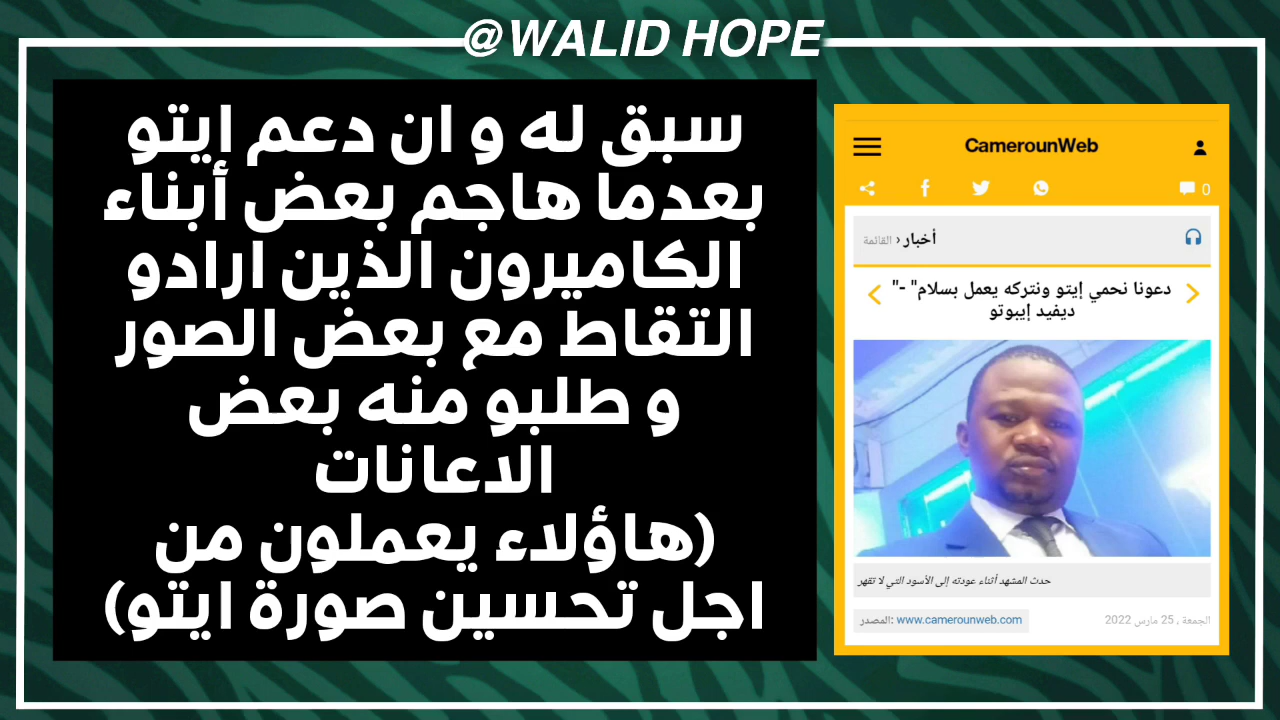 @WALID HOPE
سبق له و ان دعم ايتو
بعدما هاجم بعض أبناء
الكاميرون الذين ارادو
التقاط مع بعض الصور
و طلبو منه بعض
الاعانات
(هاؤلاء يعملون من
اجل تحسين صورة ايتو)
CamerounWeb
0
أخبار › القائمة
دعونا نحمي إيتو ونتركه يعمل بسلام" -"
ديفيد إيبوتو
حدث المشهد أثناء عودته إلى الأسود التي لا تقهر
المصدر: www.camerounweb.com
الجمعة , 25 مارس 2022